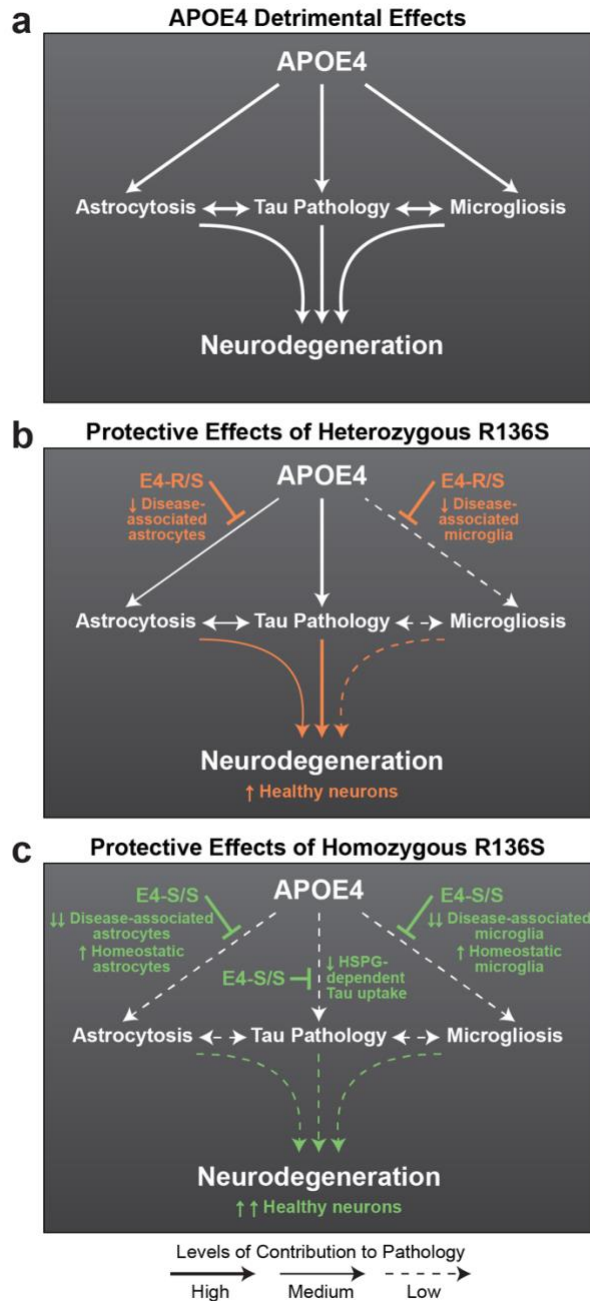 a
APOE4 Detrimental Effects
APOE4
Astrocytosis
Tau Pathology
Microgliosis
Neurodegeneration
b
Protective Effects of Heterozygous R136S
E4-R/S
↓ Disease-
associated
astrocytes
APOE4
E4-R/S
↓ Disease-
associated
microglia
Astrocytosis
Tau Pathology
Microgliosis
Neurodegeneration
↑ Healthy neurons
c
Protective Effects of Homozygous R136S
E4-S/S
↓↓ Disease-associated
astrocytes
↑ Homeostatic
astrocytes
APOE4
E4-S/S
↓↓ Disease-associated
microglia
↑ Homeostatic
microglia
E4-S/S
↓ HSPG-
dependent
Tau uptake
Astrocytosis
Tau Pathology
Microgliosis
Neurodegeneration
↑↑ Healthy neurons
Levels of Contribution to Pathology
High
Medium
Low